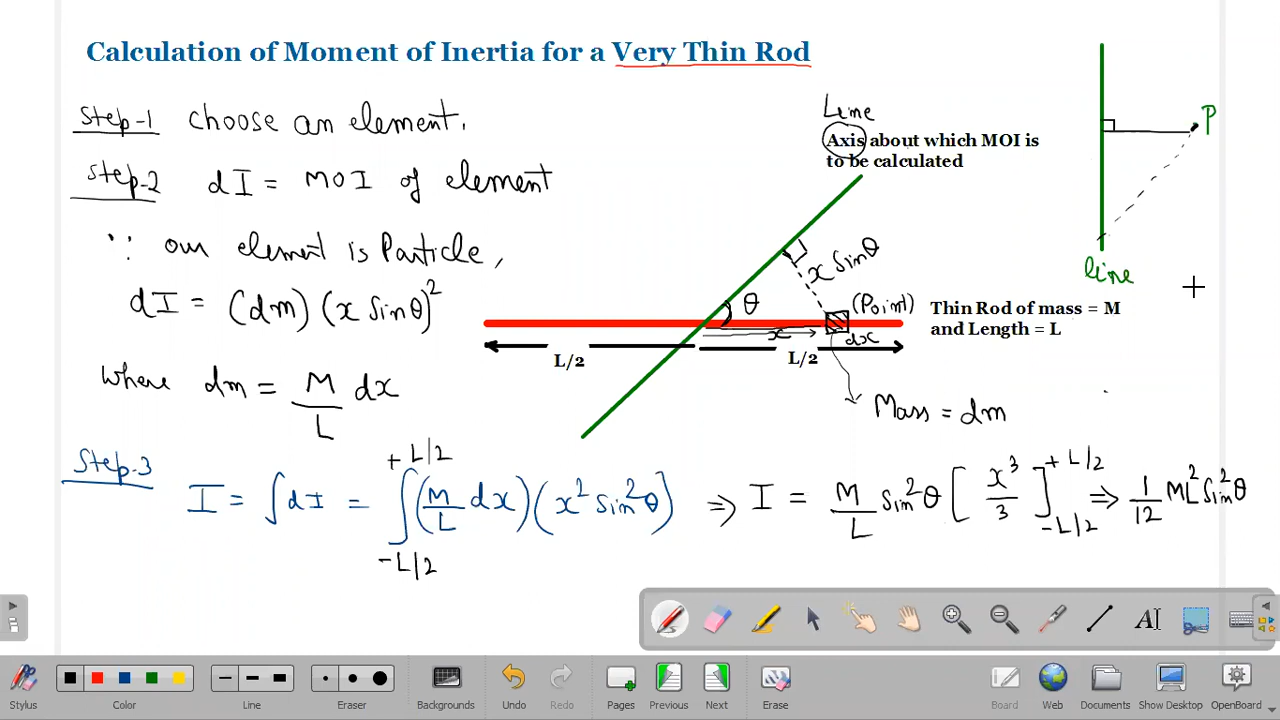 Calculation of Moment of Inertia for a Very Thin Rod
Step-1 choose an element.
Step-2 dI = MOI of element
∵ our element is Particle,
dI = (dm) (x Sinθ)²
Where dm = M/L dx
Line
Axis about which MOI is
to be calculated
P
line
θ
x Sinθ
(Point)
x
dx
L/2
L/2
Thin Rod of mass = M
and Length = L
Mass = dm
Step-3 I = ∫dI = ∫_{-L/2}^{+L/2} (M/L dx)(x² Sin²θ) ⇒ I = M/L Sin²θ [x³/3]_{-L/2}^{+L/2} ⇒ 1/12 ML² Sin²θ
Stylus
Color
Line
Eraser
Backgrounds
Undo
Redo
Pages
Previous
Next
Erase
Board
Web
Documents
Show Desktop
OpenBoard